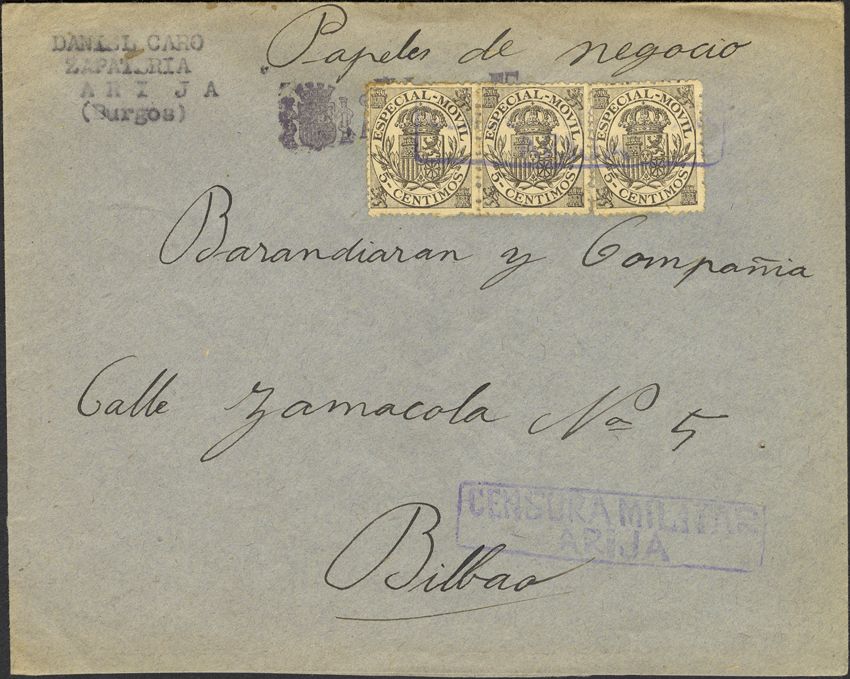 Papeles de negocio
DANIEL CARO
ZAPATERIA
ARIJA
(Burgos)
ESPECIAL-MOVIL
5-CENTIMOS
ESPECIAL-MOVIL
5-CENTIMOS
ESPECIAL-MOVIL
5-CENTIMOS
Barandiaran y Compañia
Calle Zamacola Nº 5
Bilbao
CENSURA MILITAR
ARIJA